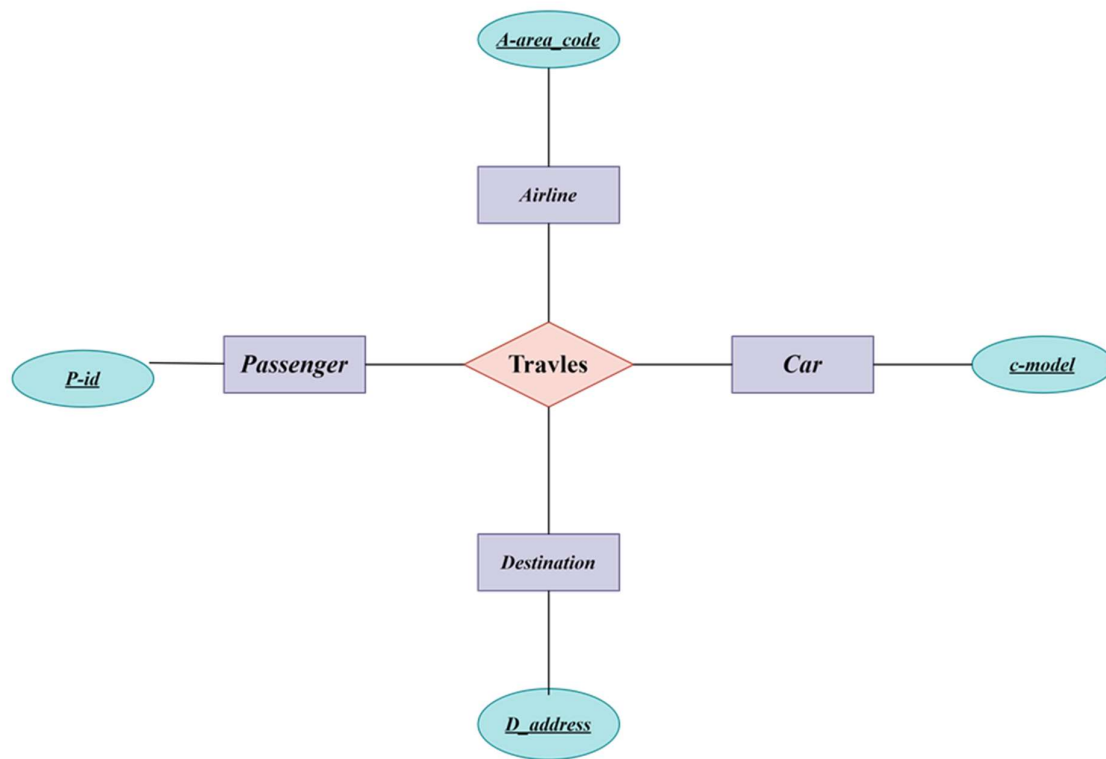 A-area_code
Airline
P-id
Passenger
Travles
Car
c-model
Destination
D_address